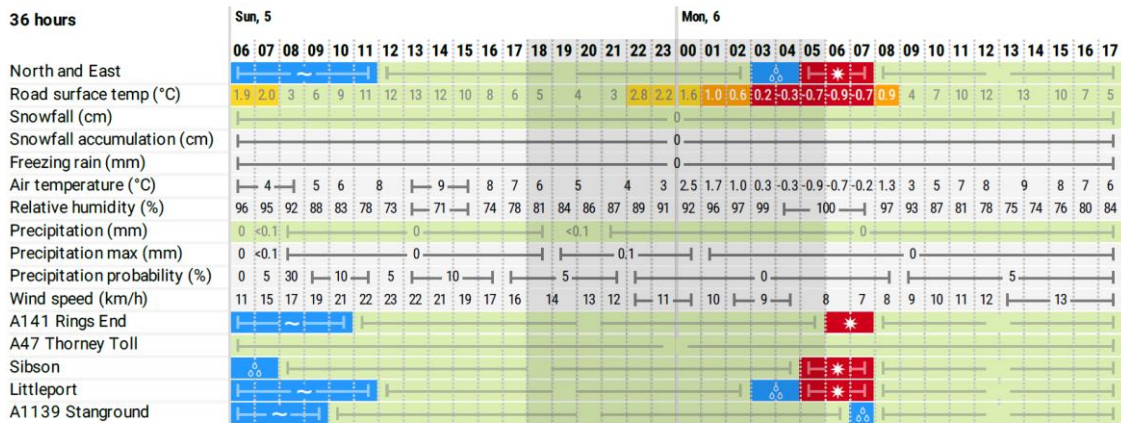 36 hours Sun, 5 Mon, 6
06 07 08 09 10 11 12 13 14 15 16 17 18 19 20 21 22 23 00 01 02 03 04 05 06 07 08 09 10 11 12 13 14 15 16 17
North and East ~
Road surface temp (°C) 1.9 2.0 3 6 9 11 12 13 12 10 8 6 5 4 3 2.8 2.2 1.6 1.0 0.6 0.2 -0.3 -0.7 -0.9 -0.7 0.9 4 7 10 12 13 10 7 5
Snowfall (cm) 0
Snowfall accumulation (cm) 0
Freezing rain (mm) 0
Air temperature (°C) 4 5 6 8 9 8 7 6 5 4 3 2.5 1.7 1.0 0.3 -0.3 -0.9 -0.7 -0.2 1.3 3 5 7 8 9 8 7 6
Relative humidity (%) 96 95 92 88 83 78 73 71 74 78 81 84 86 87 89 91 92 96 97 99 100 97 93 87 81 78 75 74 76 80 84
Precipitation (mm) 0 <0.1 0 <0.1 0
Precipitation max (mm) 0 <0.1 0 0.1 0
Precipitation probability (%) 0 5 30 10 5 10 5 0 5
Wind speed (km/h) 11 15 17 19 21 22 23 22 21 19 17 16 14 13 12 11 10 9 8 7 8 9 10 11 12 13
A141 Rings End ~
A47 Thorney Toll
Sibson
Littleport ~
A1139 Stanground ~